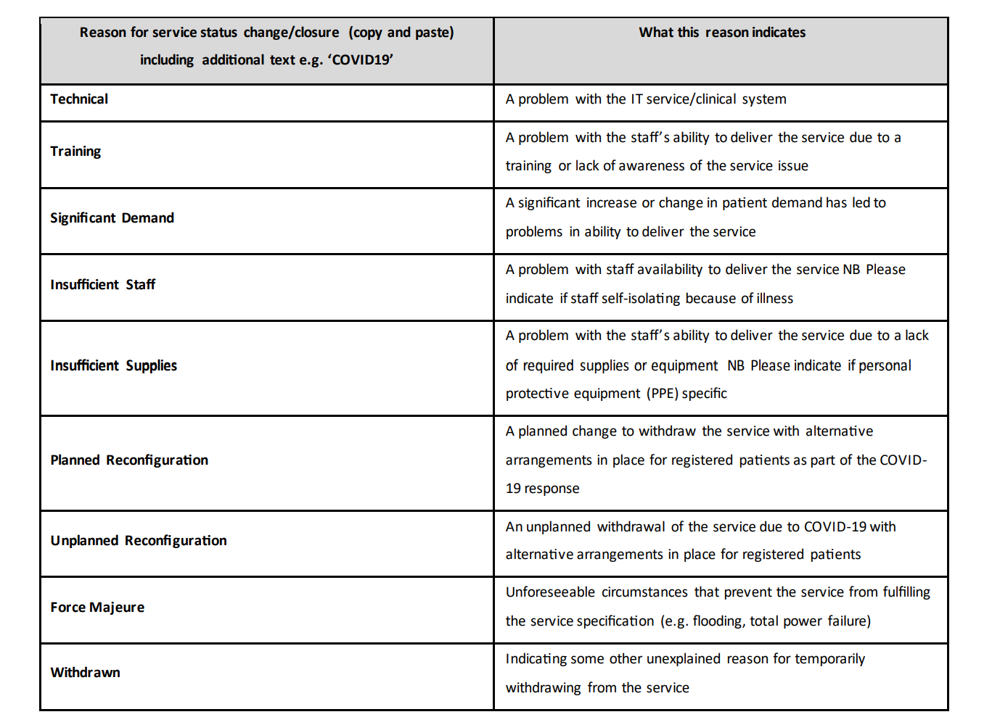 Reason for service status change/closure (copy and paste)
including additional text e.g. ‘COVID19’
What this reason indicates
Technical
A problem with the IT service/clinical system
Training
A problem with the staff’s ability to deliver the service due to a
training or lack of awareness of the service issue
Significant Demand
A significant increase or change in patient demand has led to
problems in ability to deliver the service
Insufficient Staff
A problem with staff availability to deliver the service NB Please
indicate if staff self-isolating because of illness
Insufficient Supplies
A problem with the staff’s ability to deliver the service due to a lack
of required supplies or equipment NB Please indicate if personal
protective equipment (PPE) specific
Planned Reconfiguration
A planned change to withdraw the service with alternative
arrangements in place for registered patients as part of the COVID-
19 response
Unplanned Reconfiguration
An unplanned withdrawal of the service due to COVID-19 with
alternative arrangements in place for registered patients
Force Majeure
Unforeseeable circumstances that prevent the service from fulfilling
the service specification (e.g. flooding, total power failure)
Withdrawn
Indicating some other unexplained reason for temporarily
withdrawing from the service